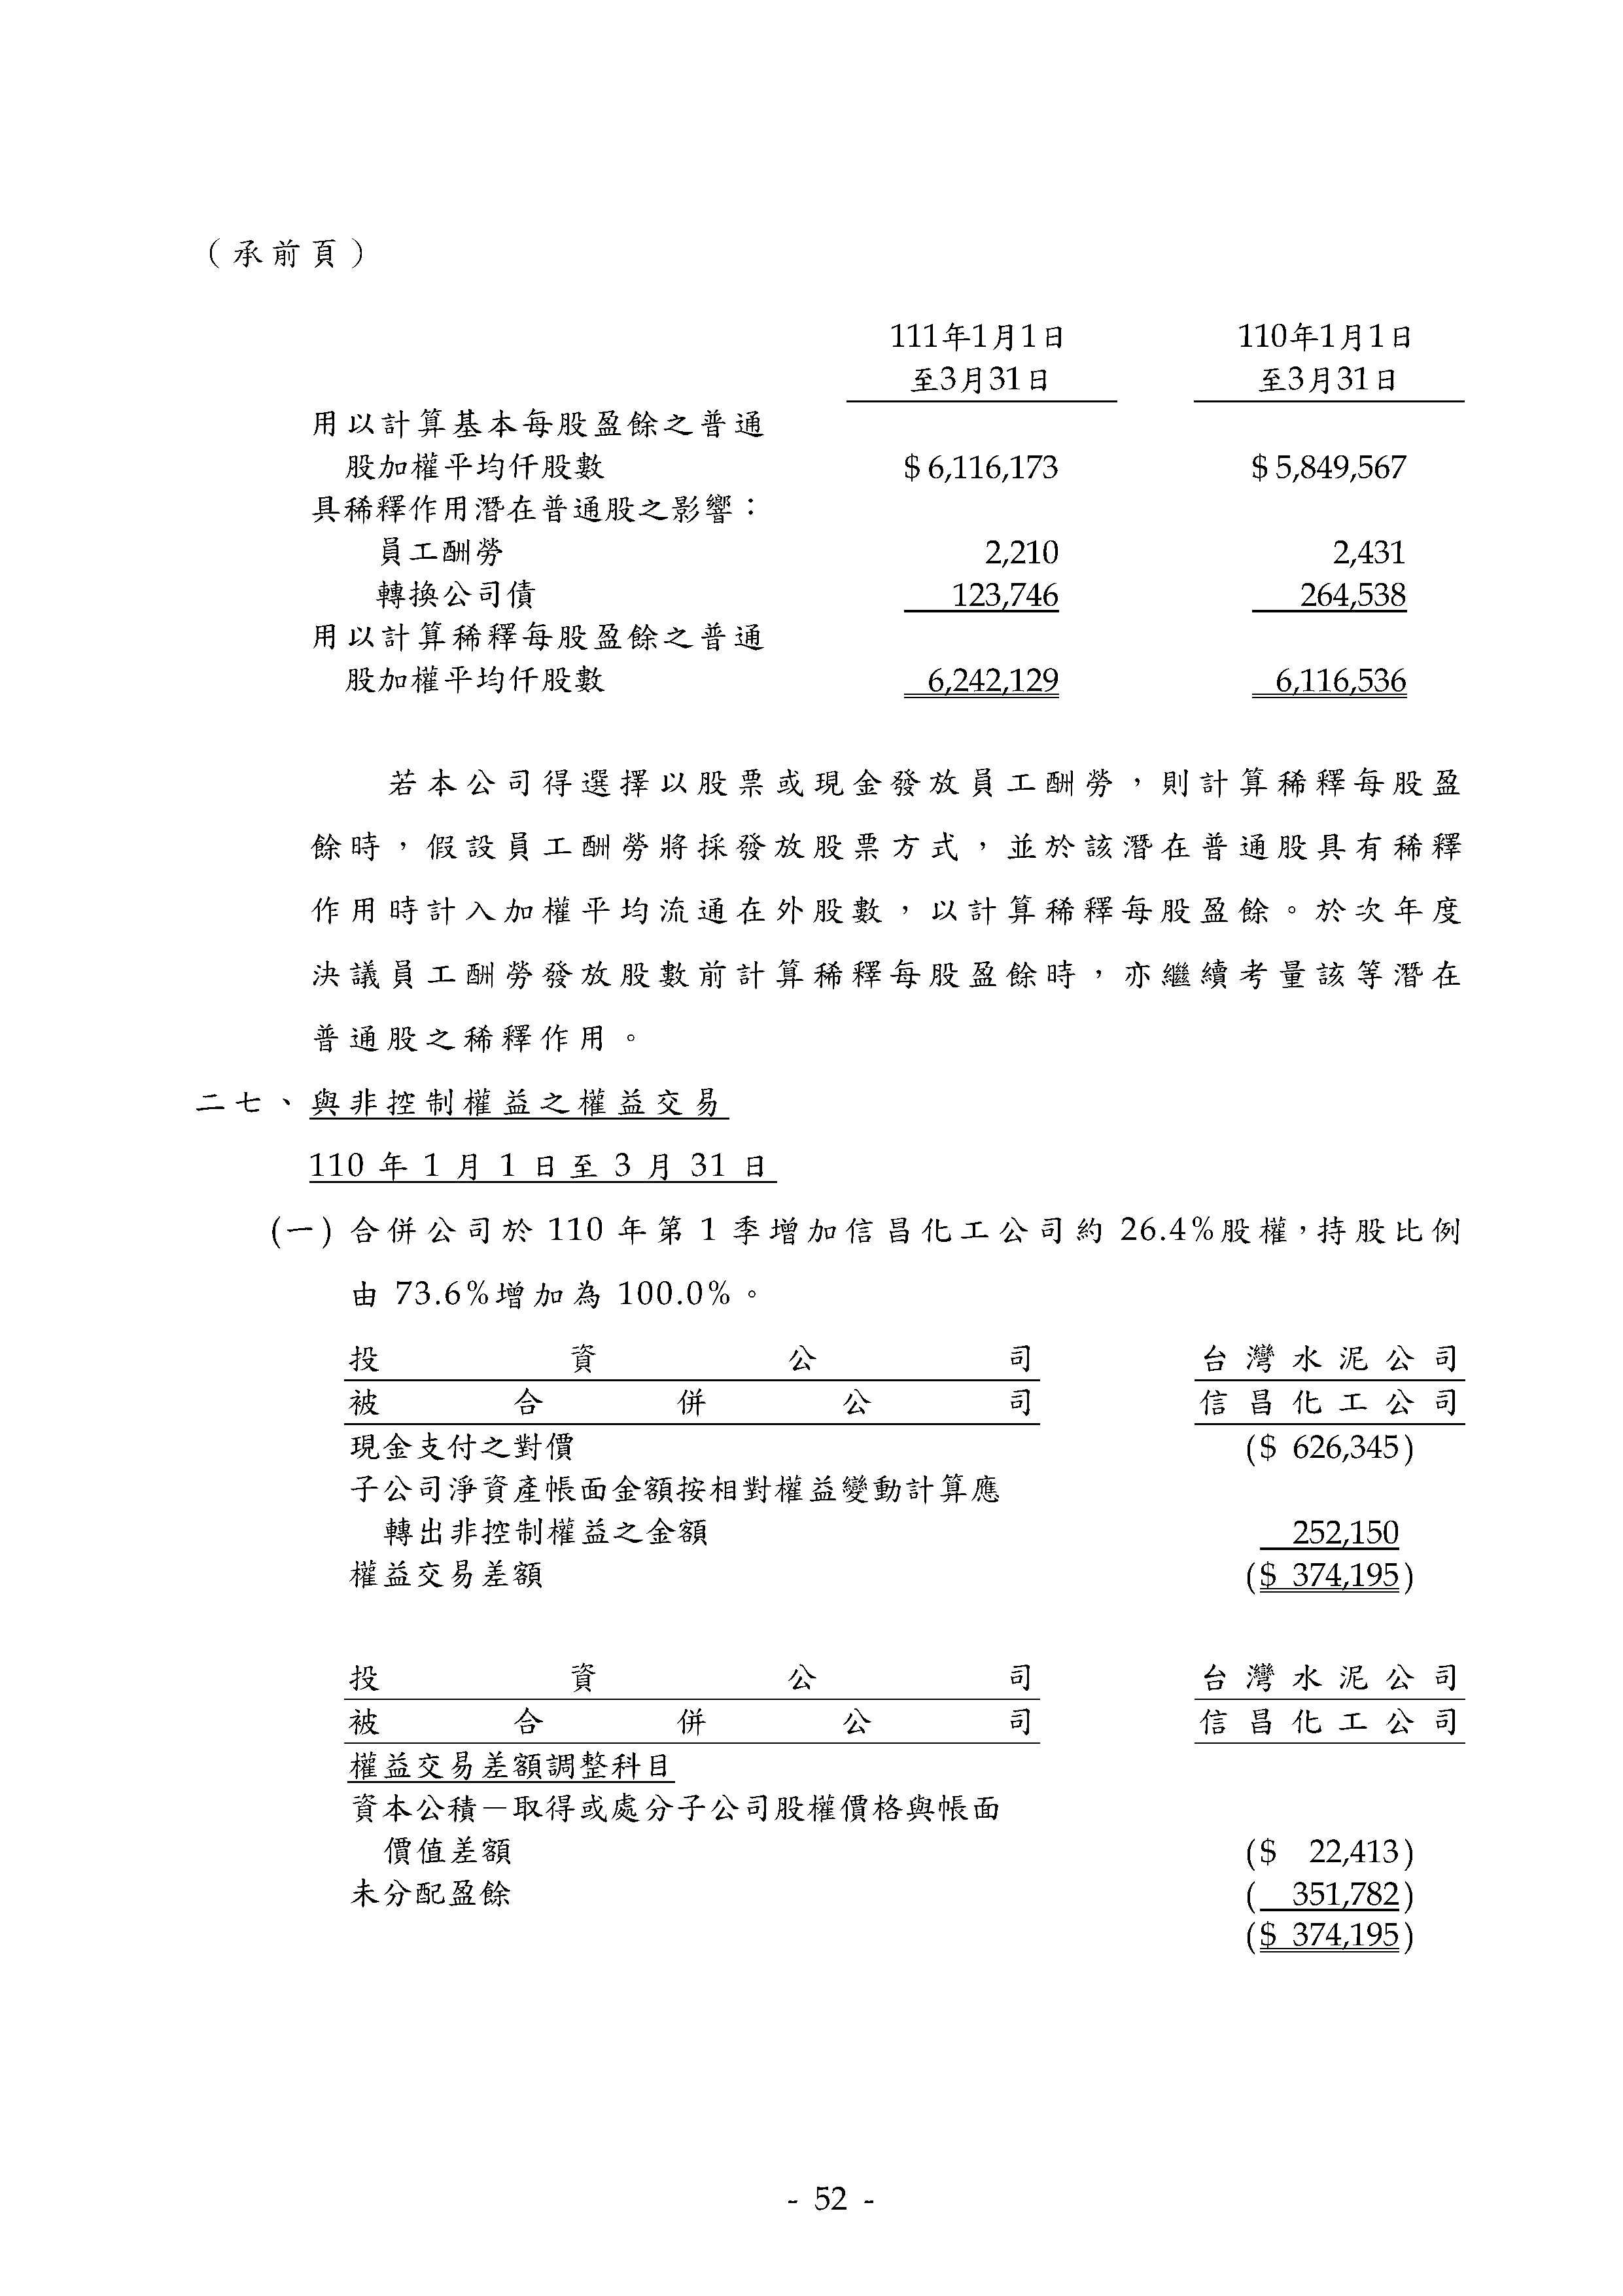 （承前頁）
111年1月1日 110年1月1日
至3月31日 至3月31日
用以計算基本每股盈餘之普通
股加權平均仟股數 $ 6,116,173 $ 5,849,567
具稀釋作用潛在普通股之影響：
員工酬勞 2,210 2,431
轉換公司債 123,746 264,538
用以計算稀釋每股盈餘之普通
股加權平均仟股數 6,242,129 6,116,536
若本公司得選擇以股票或現金發放員工酬勞，則計算稀釋每股盈
餘時，假設員工酬勞將採發放股票方式，並於該潛在普通股具有稀釋
作用時計入加權平均流通在外股數，以計算稀釋每股盈餘。於次年度
決議員工酬勞發放股數前計算稀釋每股盈餘時，亦繼續考量該等潛在
普通股之稀釋作用。
二七、與非控制權益之權益交易
110 年 1 月 1 日至 3 月 31 日
(一) 合併公司於 110 年第 1 季增加信昌化工公司約 26.4%股權，持股比例
由 73.6%增加為 100.0%。
投資公司 台灣水泥公司
被合併公司 信昌化工公司
現金支付之對價 ($ 626,345)
子公司淨資產帳面金額按相對權益變動計算應
轉出非控制權益之金額 252,150
權益交易差額 ($ 374,195)
投資公司 台灣水泥公司
被合併公司 信昌化工公司
權益交易差額調整科目
資本公積－取得或處分子公司股權價格與帳面
價值差額 ($ 22,413)
未分配盈餘 ( 351,782)
($ 374,195)
- 52 -